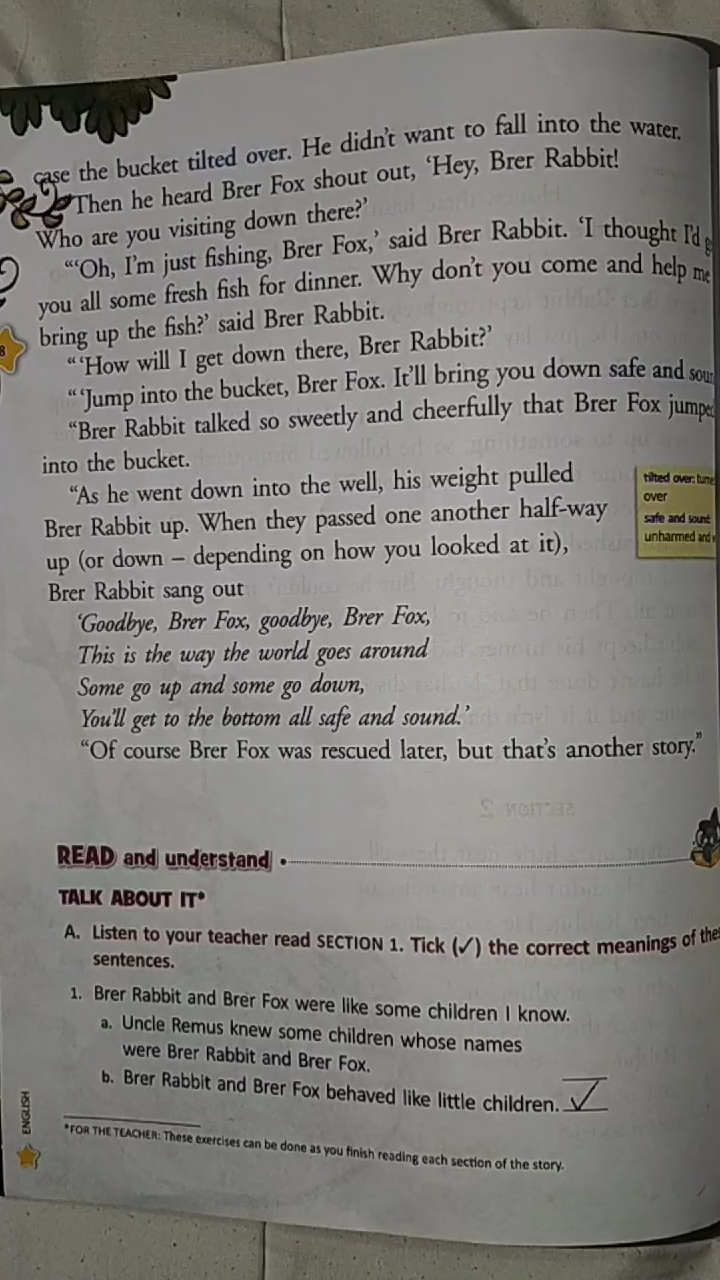 case the bucket tilted over. He didn't want to fall into the water.
Then he heard Brer Fox shout out, 'Hey, Brer Rabbit!
Who are you visiting down there?'
"'Oh, I'm just fishing, Brer Fox,' said Brer Rabbit. 'I thought I'd
you all some fresh fish for dinner. Why don't you come and help me
bring up the fish?' said Brer Rabbit.
"'How will I get down there, Brer Rabbit?'
"'Jump into the bucket, Brer Fox. It'll bring you down safe and
"Brer Rabbit talked so sweetly and cheerfully that Brer Fox jumped
into the bucket.
"As he went down into the well, his weight pulled
Brer Rabbit up. When they passed one another half-way
up (or down – depending on how you looked at it),
Brer Rabbit sang out
'Goodbye, Brer Fox, goodbye, Brer Fox,
This is the way the world goes around
Some go up and some go down,
You'll get to the bottom all safe and sound.'
"Of course Brer Fox was rescued later, but that's another story."
tilted over:
over
safe and sound:
unharmed and
8
READ and understand
TALK ABOUT IT*
A. Listen to your teacher read SECTION 1. Tick (✓) the correct meanings of
sentences.
1. Brer Rabbit and Brer Fox were like some children I know.
a. Uncle Remus knew some children whose names
were Brer Rabbit and Brer Fox.
b. Brer Rabbit and Brer Fox behaved like little children. ✓
*FOR THE TEACHER: These exercises can be done as you finish reading each section of the story.
ENGLISH